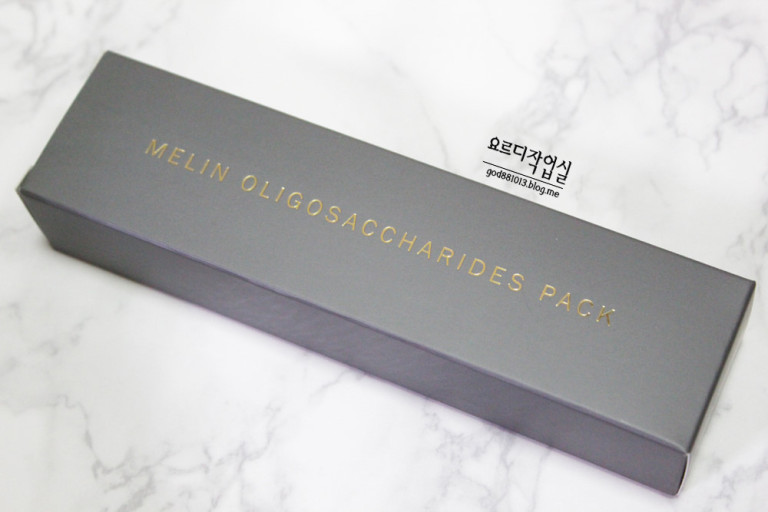 요르디작업실
god881013.blog.me
MELIN OLIGOSACCHARIDES PACK